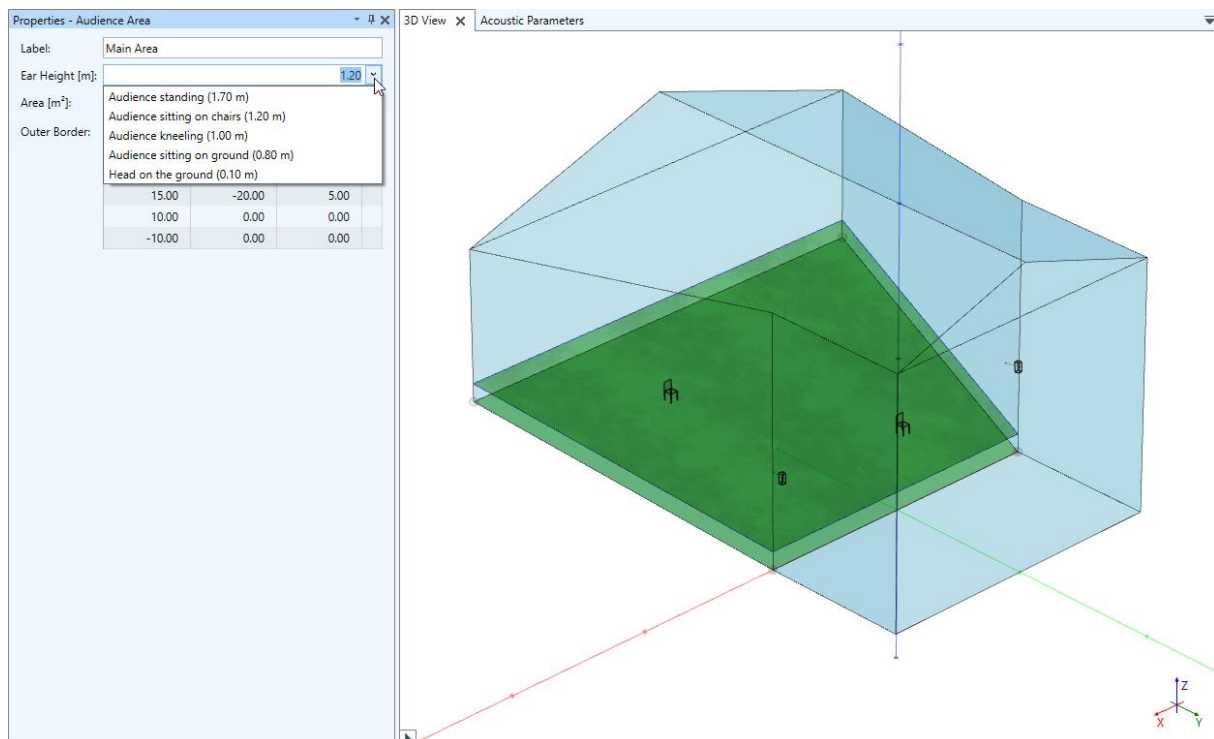 Properties - Audience Area
3D View
Acoustic Parameters
Label:
Main Area
Ear Height [m]:
1.20
Area [m²]:
Outer Border:
Audience standing (1.70 m)
Audience sitting on chairs (1.20 m)
Audience kneeling (1.00 m)
Audience sitting on ground (0.80 m)
Head on the ground (0.10 m)
15.00 -20.00 5.00
10.00 0.00 0.00
-10.00 0.00 0.00
Z
X Y